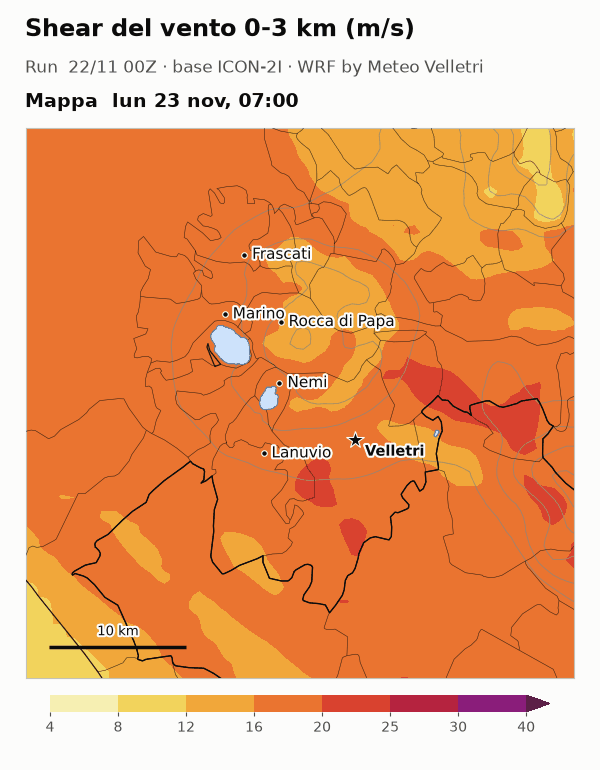 Shear del vento 0-3 km (m/s)
Run  22/11 00Z · base ICON-2I · WRF by Meteo Velletri
Mappa  lun 23 nov, 07:00
Frascati
Marino
Rocca di Papa
Nemi
Velletri
Lanuvio
10 km
4 8 12 16 20 25 30 40